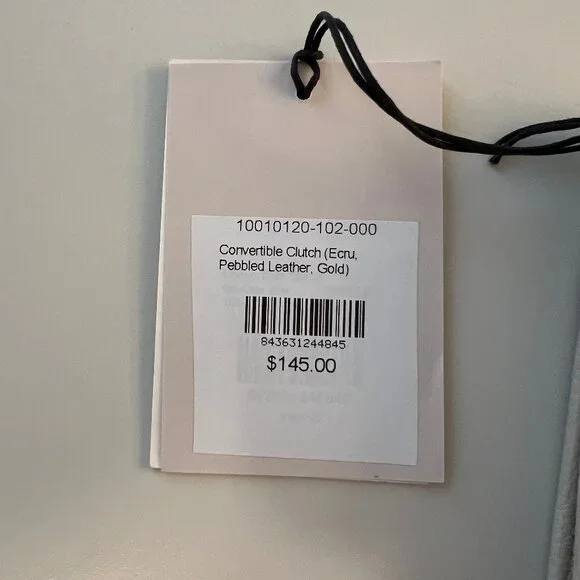 10010120-102-000
Convertible Clutch (Ecru,
Pebbled Leather, Gold)
843631244845
$145.00